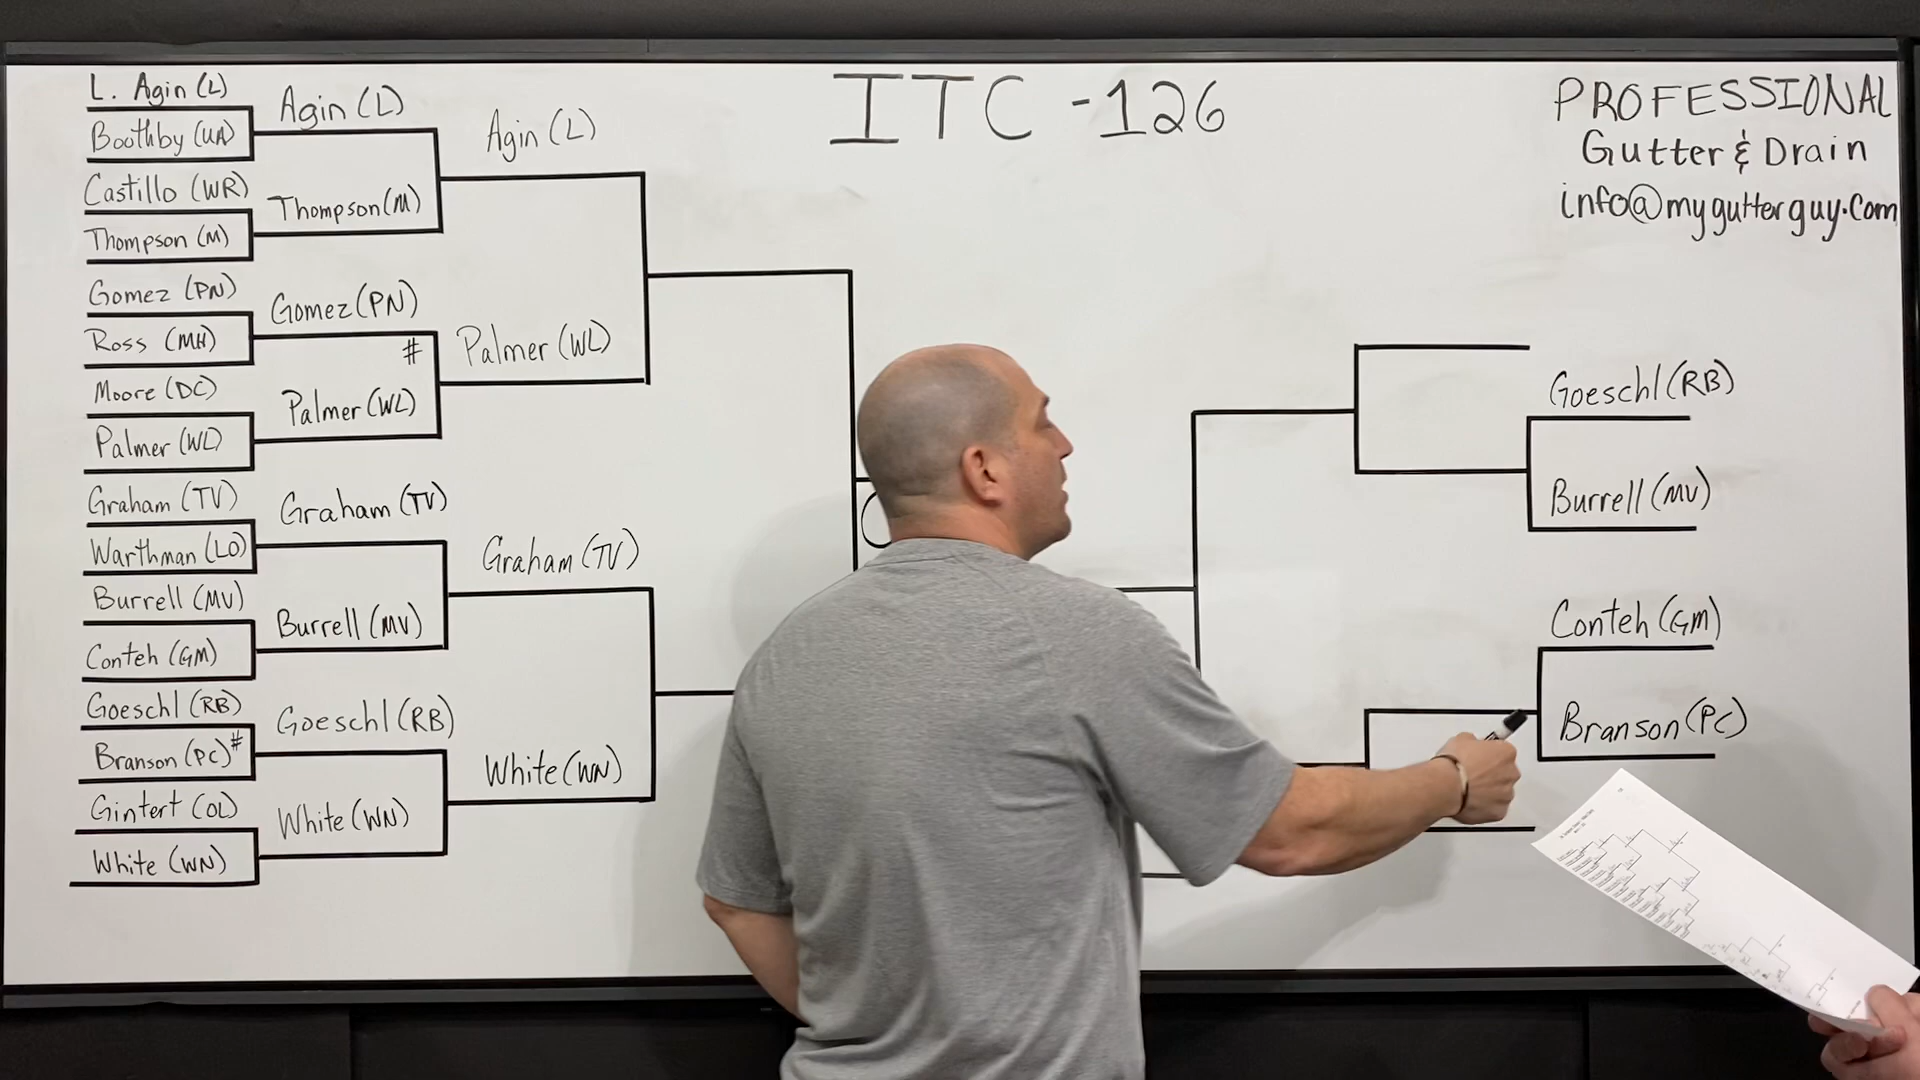 ITC -126
PROFESSIONAL
Gutter & Drain
info@mygutterguy.com
L. Agin (L)
Boothby (UA)
Castillo (WR)
Thompson (M)
Gomez (PN)
Ross (MH)
Moore (DC)
Palmer (WL)
Graham (TV)
Warthman (LO)
Burrell (MV)
Conteh (GM)
Goeschl (RB)
Branson (PC)#
Gintert (OL)
White (WN)
Agin (L)
Thompson (M)
Gomez (PN)
#
Palmer (WL)
Graham (TV)
Burrell (MV)
Goeschl (RB)
White (WN)
Agin (L)
Palmer (WL)
Graham (TV)
White (WN)
Goeschl (RB)
Burrell (MV)
Conteh (GM)
Branson (PC)